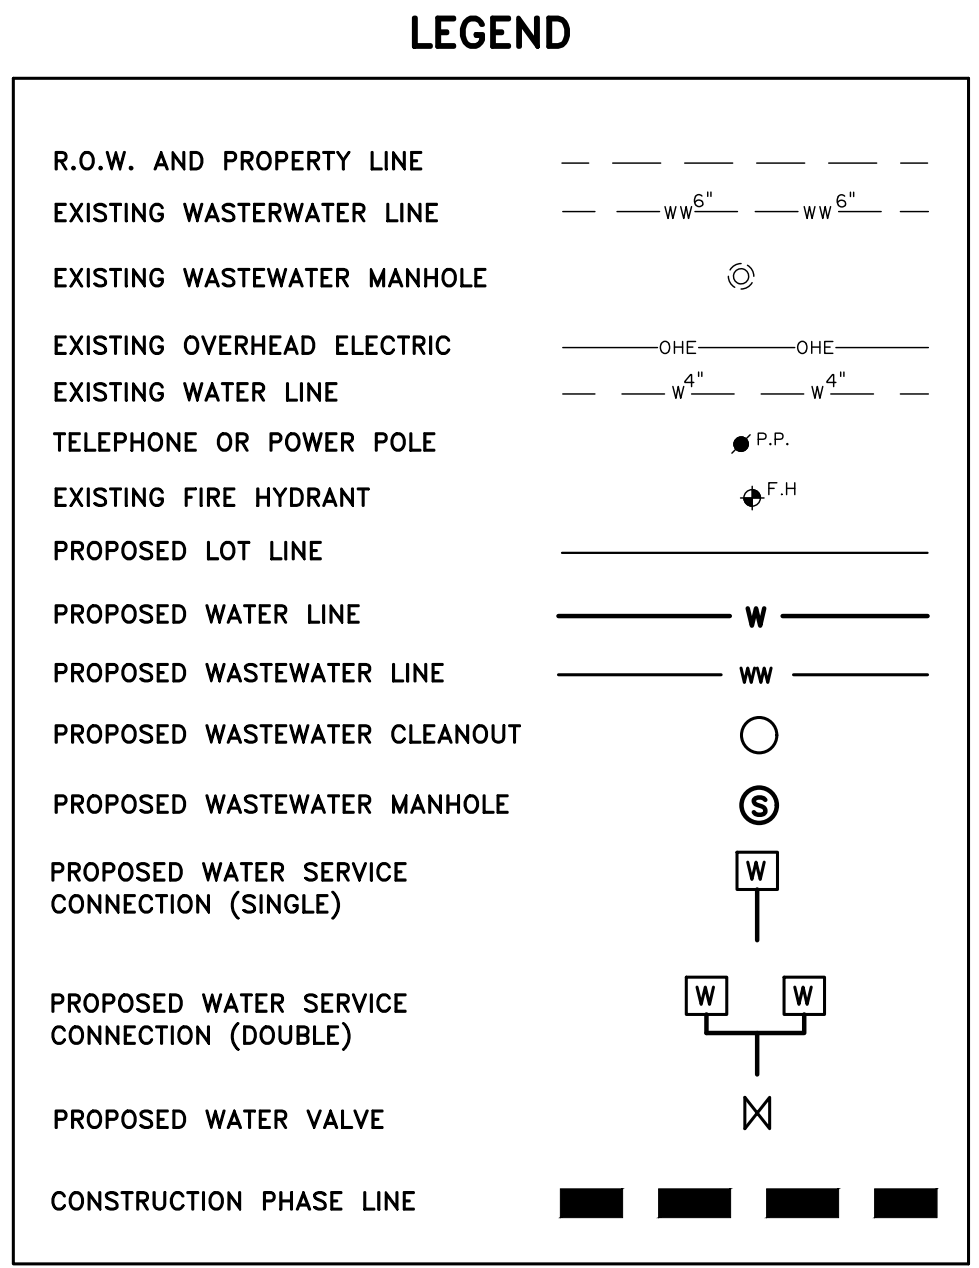 LEGEND
R.O.W. AND PROPERTY LINE
EXISTING WASTERWATER LINE WW6" WW6"
EXISTING WASTEWATER MANHOLE
EXISTING OVERHEAD ELECTRIC OHE OHE
EXISTING WATER LINE W4" W4"
TELEPHONE OR POWER POLE P.P.
EXISTING FIRE HYDRANT F.H
PROPOSED LOT LINE
PROPOSED WATER LINE W
PROPOSED WASTEWATER LINE WW
PROPOSED WASTEWATER CLEANOUT
PROPOSED WASTEWATER MANHOLE S
PROPOSED WATER SERVICE W
CONNECTION (SINGLE)
PROPOSED WATER SERVICE W W
CONNECTION (DOUBLE)
PROPOSED WATER VALVE
CONSTRUCTION PHASE LINE